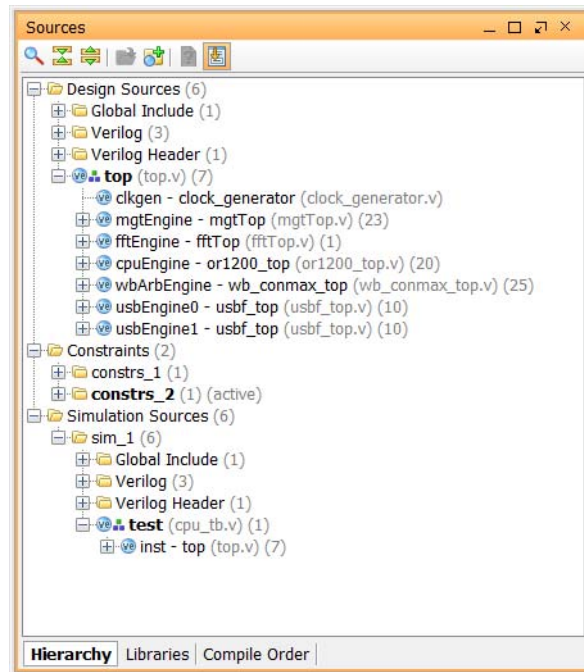 Sources
Design Sources (6)
Global Include (1)
Verilog (3)
Verilog Header (1)
top (top.v) (7)
clkgen - clock_generator (clock_generator.v)
mgtEngine - mgtTop (mgtTop.v) (23)
fftEngine - fftTop (fftTop.v) (1)
cpuEngine - or1200_top (or1200_top.v) (20)
wbArbEngine - wb_conmax_top (wb_conmax_top.v) (25)
usbEngine0 - usbf_top (usbf_top.v) (10)
usbEngine1 - usbf_top (usbf_top.v) (10)
Constraints (2)
constrs_1 (1)
constrs_2 (1) (active)
Simulation Sources (6)
sim_1 (6)
Global Include (1)
Verilog (3)
Verilog Header (1)
test (cpu_tb.v) (1)
inst - top (top.v) (7)
Hierarchy Libraries Compile Order